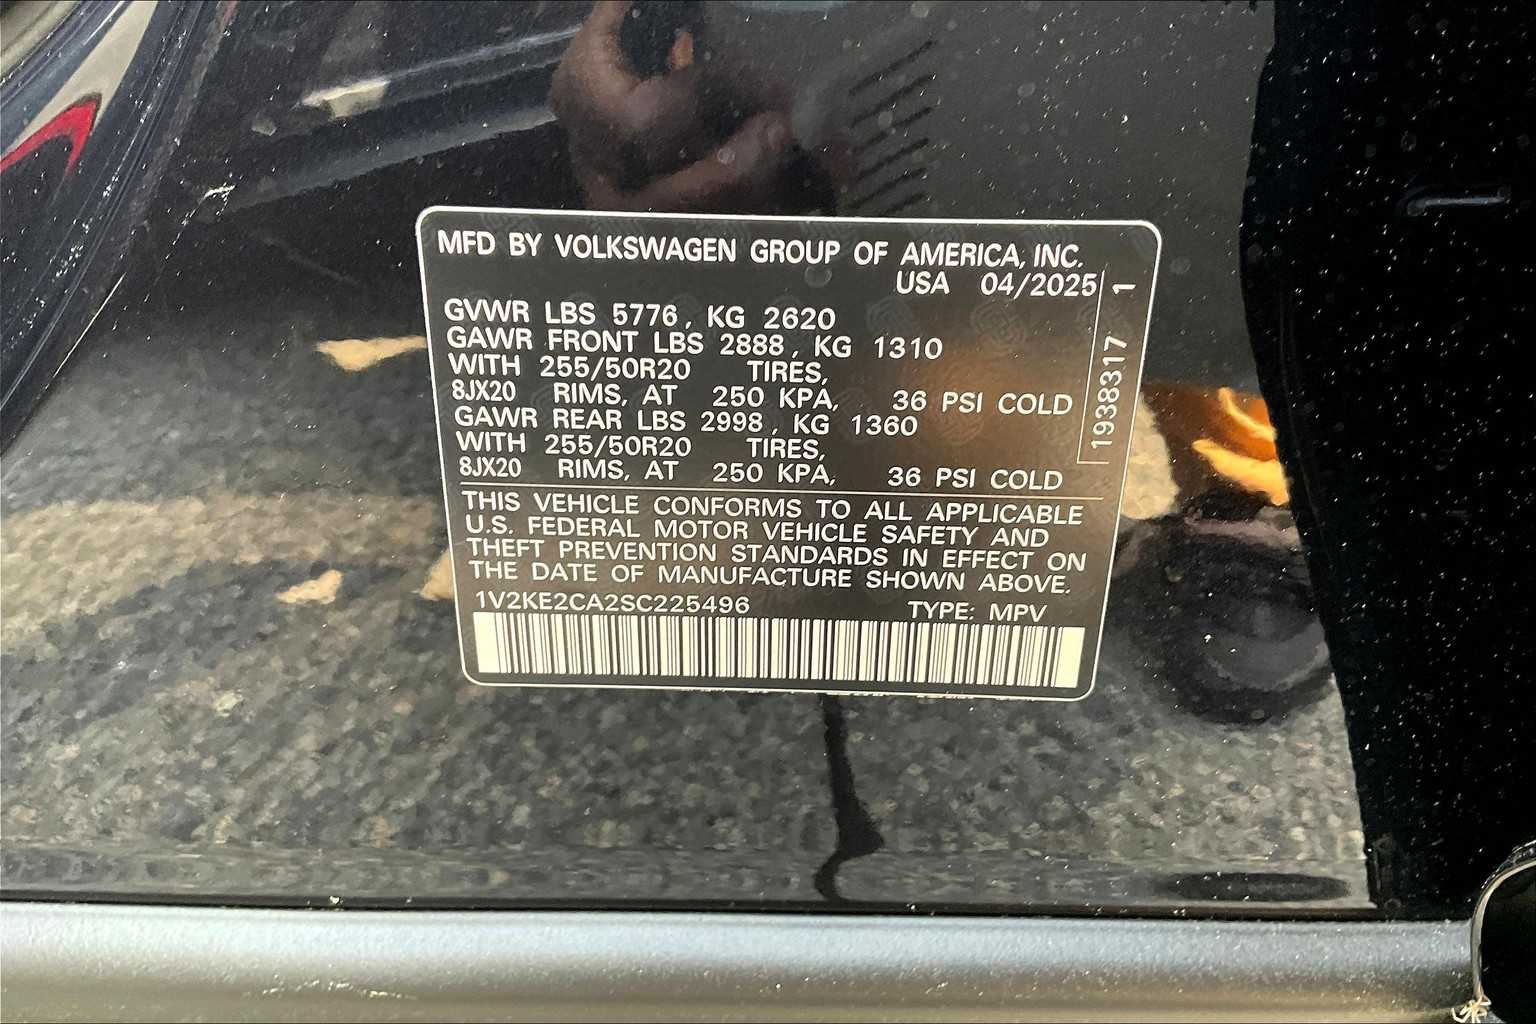 MFD BY VOLKSWAGEN GROUP OF AMERICA, INC.
USA 04/2025
GVWR LBS 5776, KG 2620
GAWR FRONT LBS 2888, KG 1310
WITH 255/50R20 TIRES,
8JX20 RIMS, AT 250 KPA, 36 PSI COLD
GAWR REAR LBS 2998, KG 1360
WITH 255/50R20 TIRES,
8JX20 RIMS, AT 250 KPA, 36 PSI COLD
THIS VEHICLE CONFORMS TO ALL APPLICABLE
U.S. FEDERAL MOTOR VEHICLE SAFETY AND
THEFT PREVENTION STANDARDS IN EFFECT ON
THE DATE OF MANUFACTURE SHOWN ABOVE.
1V2KE2CA2SC225496 TYPE: MPV
1938317 1